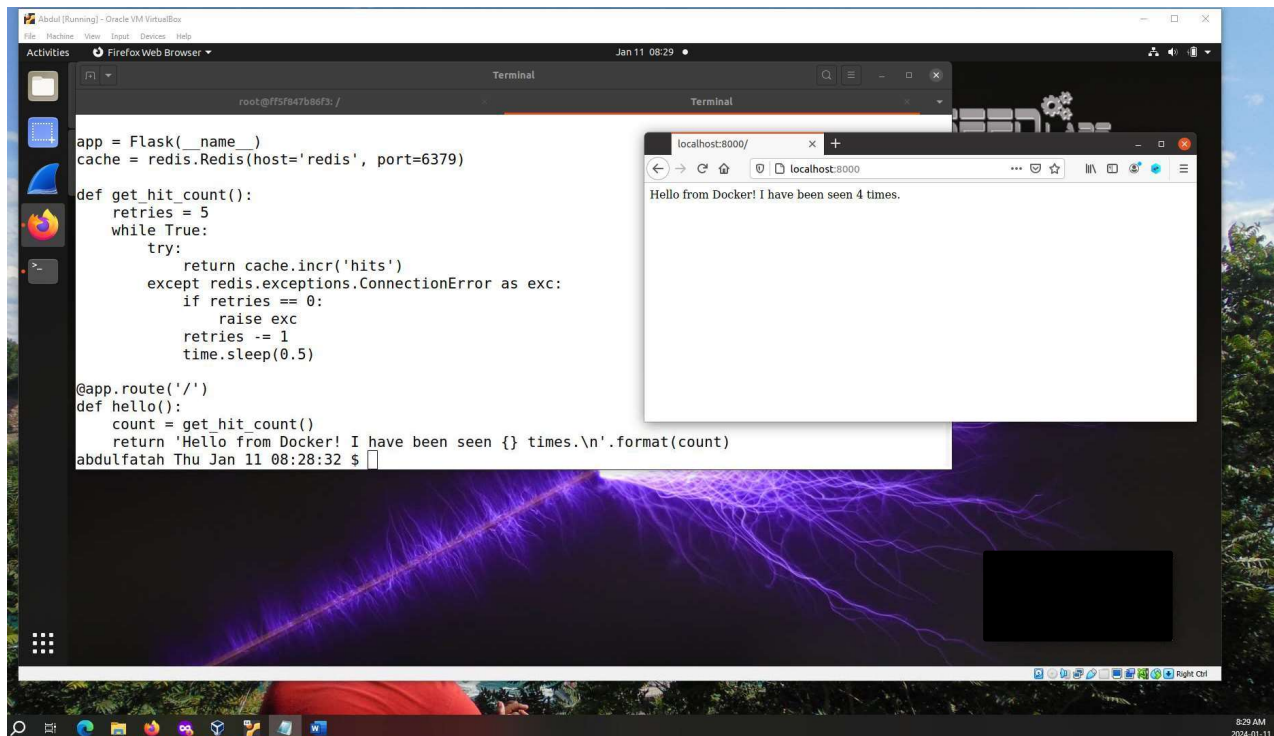 Abdul [Running] - Oracle VM VirtualBox
File Machine View Input Devices Help
Activities Firefox Web Browser Jan 11 08:29
Terminal
root@ff5f847b86f3: / Terminal
app = Flask(__name__)
cache = redis.Redis(host='redis', port=6379)
def get_hit_count():
    retries = 5
    while True:
        try:
            return cache.incr('hits')
        except redis.exceptions.ConnectionError as exc:
            if retries == 0:
                raise exc
            retries -= 1
            time.sleep(0.5)
@app.route('/')
def hello():
    count = get_hit_count()
    return 'Hello from Docker! I have been seen {} times.\n'.format(count)
abdulfatah Thu Jan 11 08:28:32 $
localhost:8000/
localhost:8000
Hello from Docker! I have been seen 4 times.
Right Ctrl
8:29 AM
2024-01-11